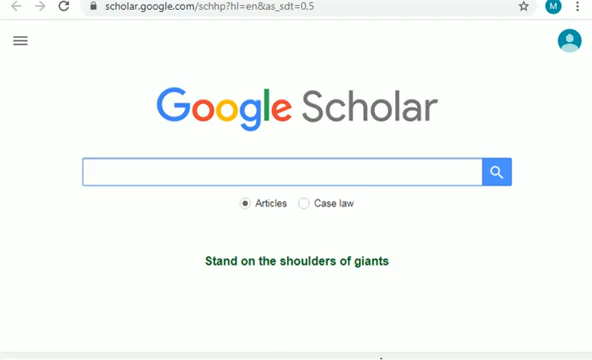 scholar.google.com/schhp?hl=en&as_sdt=0,5
M
Google Scholar
Articles Case law
Stand on the shoulders of giants